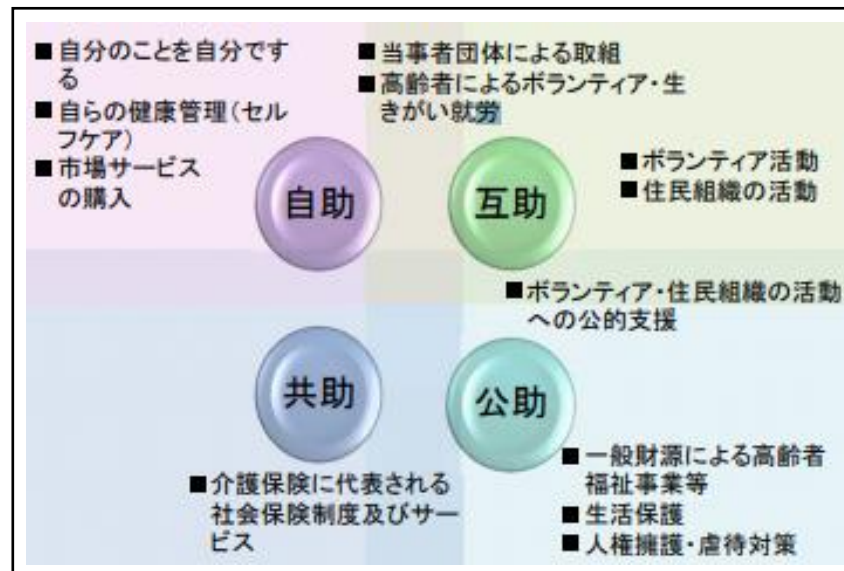 ■自分のことを自分です
る
■自らの健康管理(セル
フケア)
■市場サービス
の購入
■当事者団体による取組
■高齢者によるボランティア・生
きがい就労
■ボランティア活動
■住民組織の活動
自助
互助
■ボランティア・住民組織の活動
への公的支援
共助
公助
■介護保険に代表される
社会保険制度及びサー
ビス
■一般財源による高齢者
福祉事業等
■生活保護
■人権擁護・虐待対策